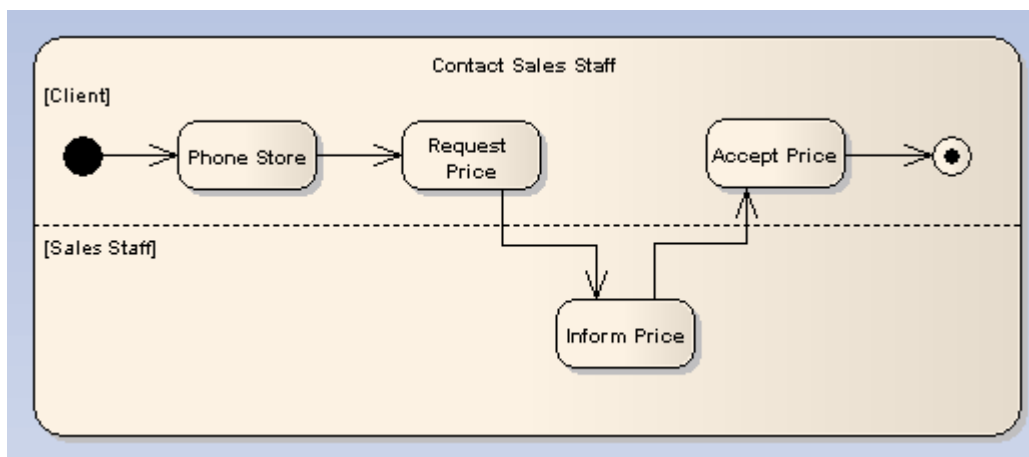 Contact Sales Staff
[Client]
Phone Store
Request
Price
Accept Price
[Sales Staff]
Inform Price